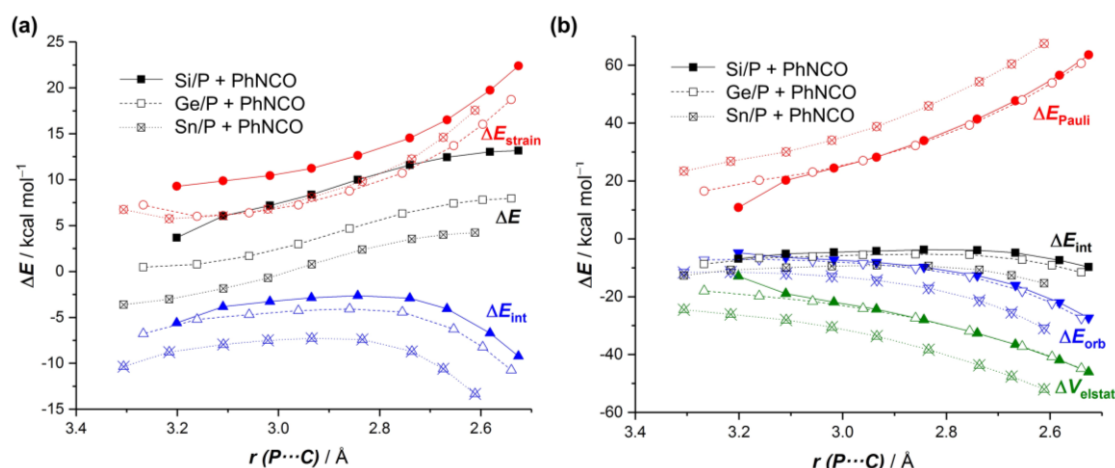 (a)
25
20
15
10
5
0
-5
-10
-15
3.4
3.2
3.0
2.8
2.6
ΔE / kcal mol⁻¹
r (P···C) / Å
Si/P + PhNCO
Ge/P + PhNCO
Sn/P + PhNCO
ΔEstrain
ΔE
ΔEint
(b)
60
40
20
0
-20
-40
-60
3.4
3.2
3.0
2.8
2.6
ΔE / kcal mol⁻¹
r (P···C) / Å
Si/P + PhNCO
Ge/P + PhNCO
Sn/P + PhNCO
ΔEPauli
ΔEint
ΔEorb
ΔVelstat